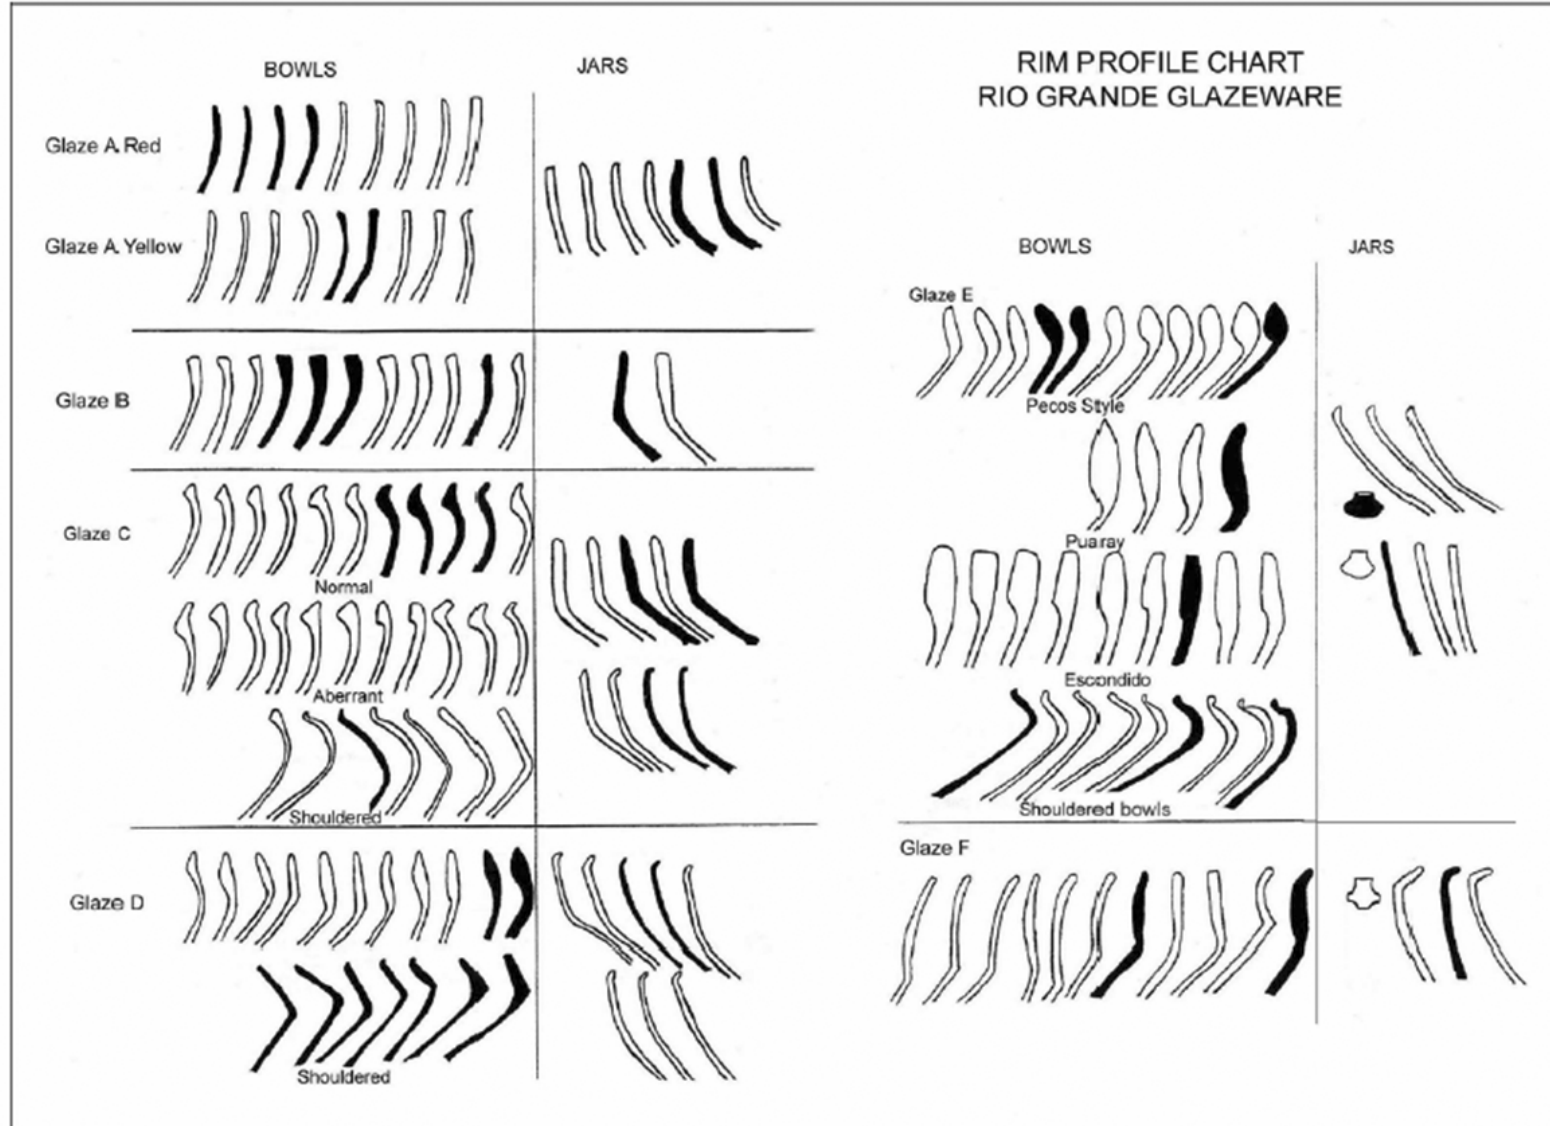 RIM PROFILE CHART
RIO GRANDE GLAZEWARE
BOWLS
JARS
Glaze A. Red
Glaze A. Yellow
Glaze B
Glaze C
Normal
Aberrant
Shouldered
Glaze D
Shouldered
BOWLS
JARS
Glaze E
Pecos Style
Puaray
Escondido
Shouldered bowls
Glaze F